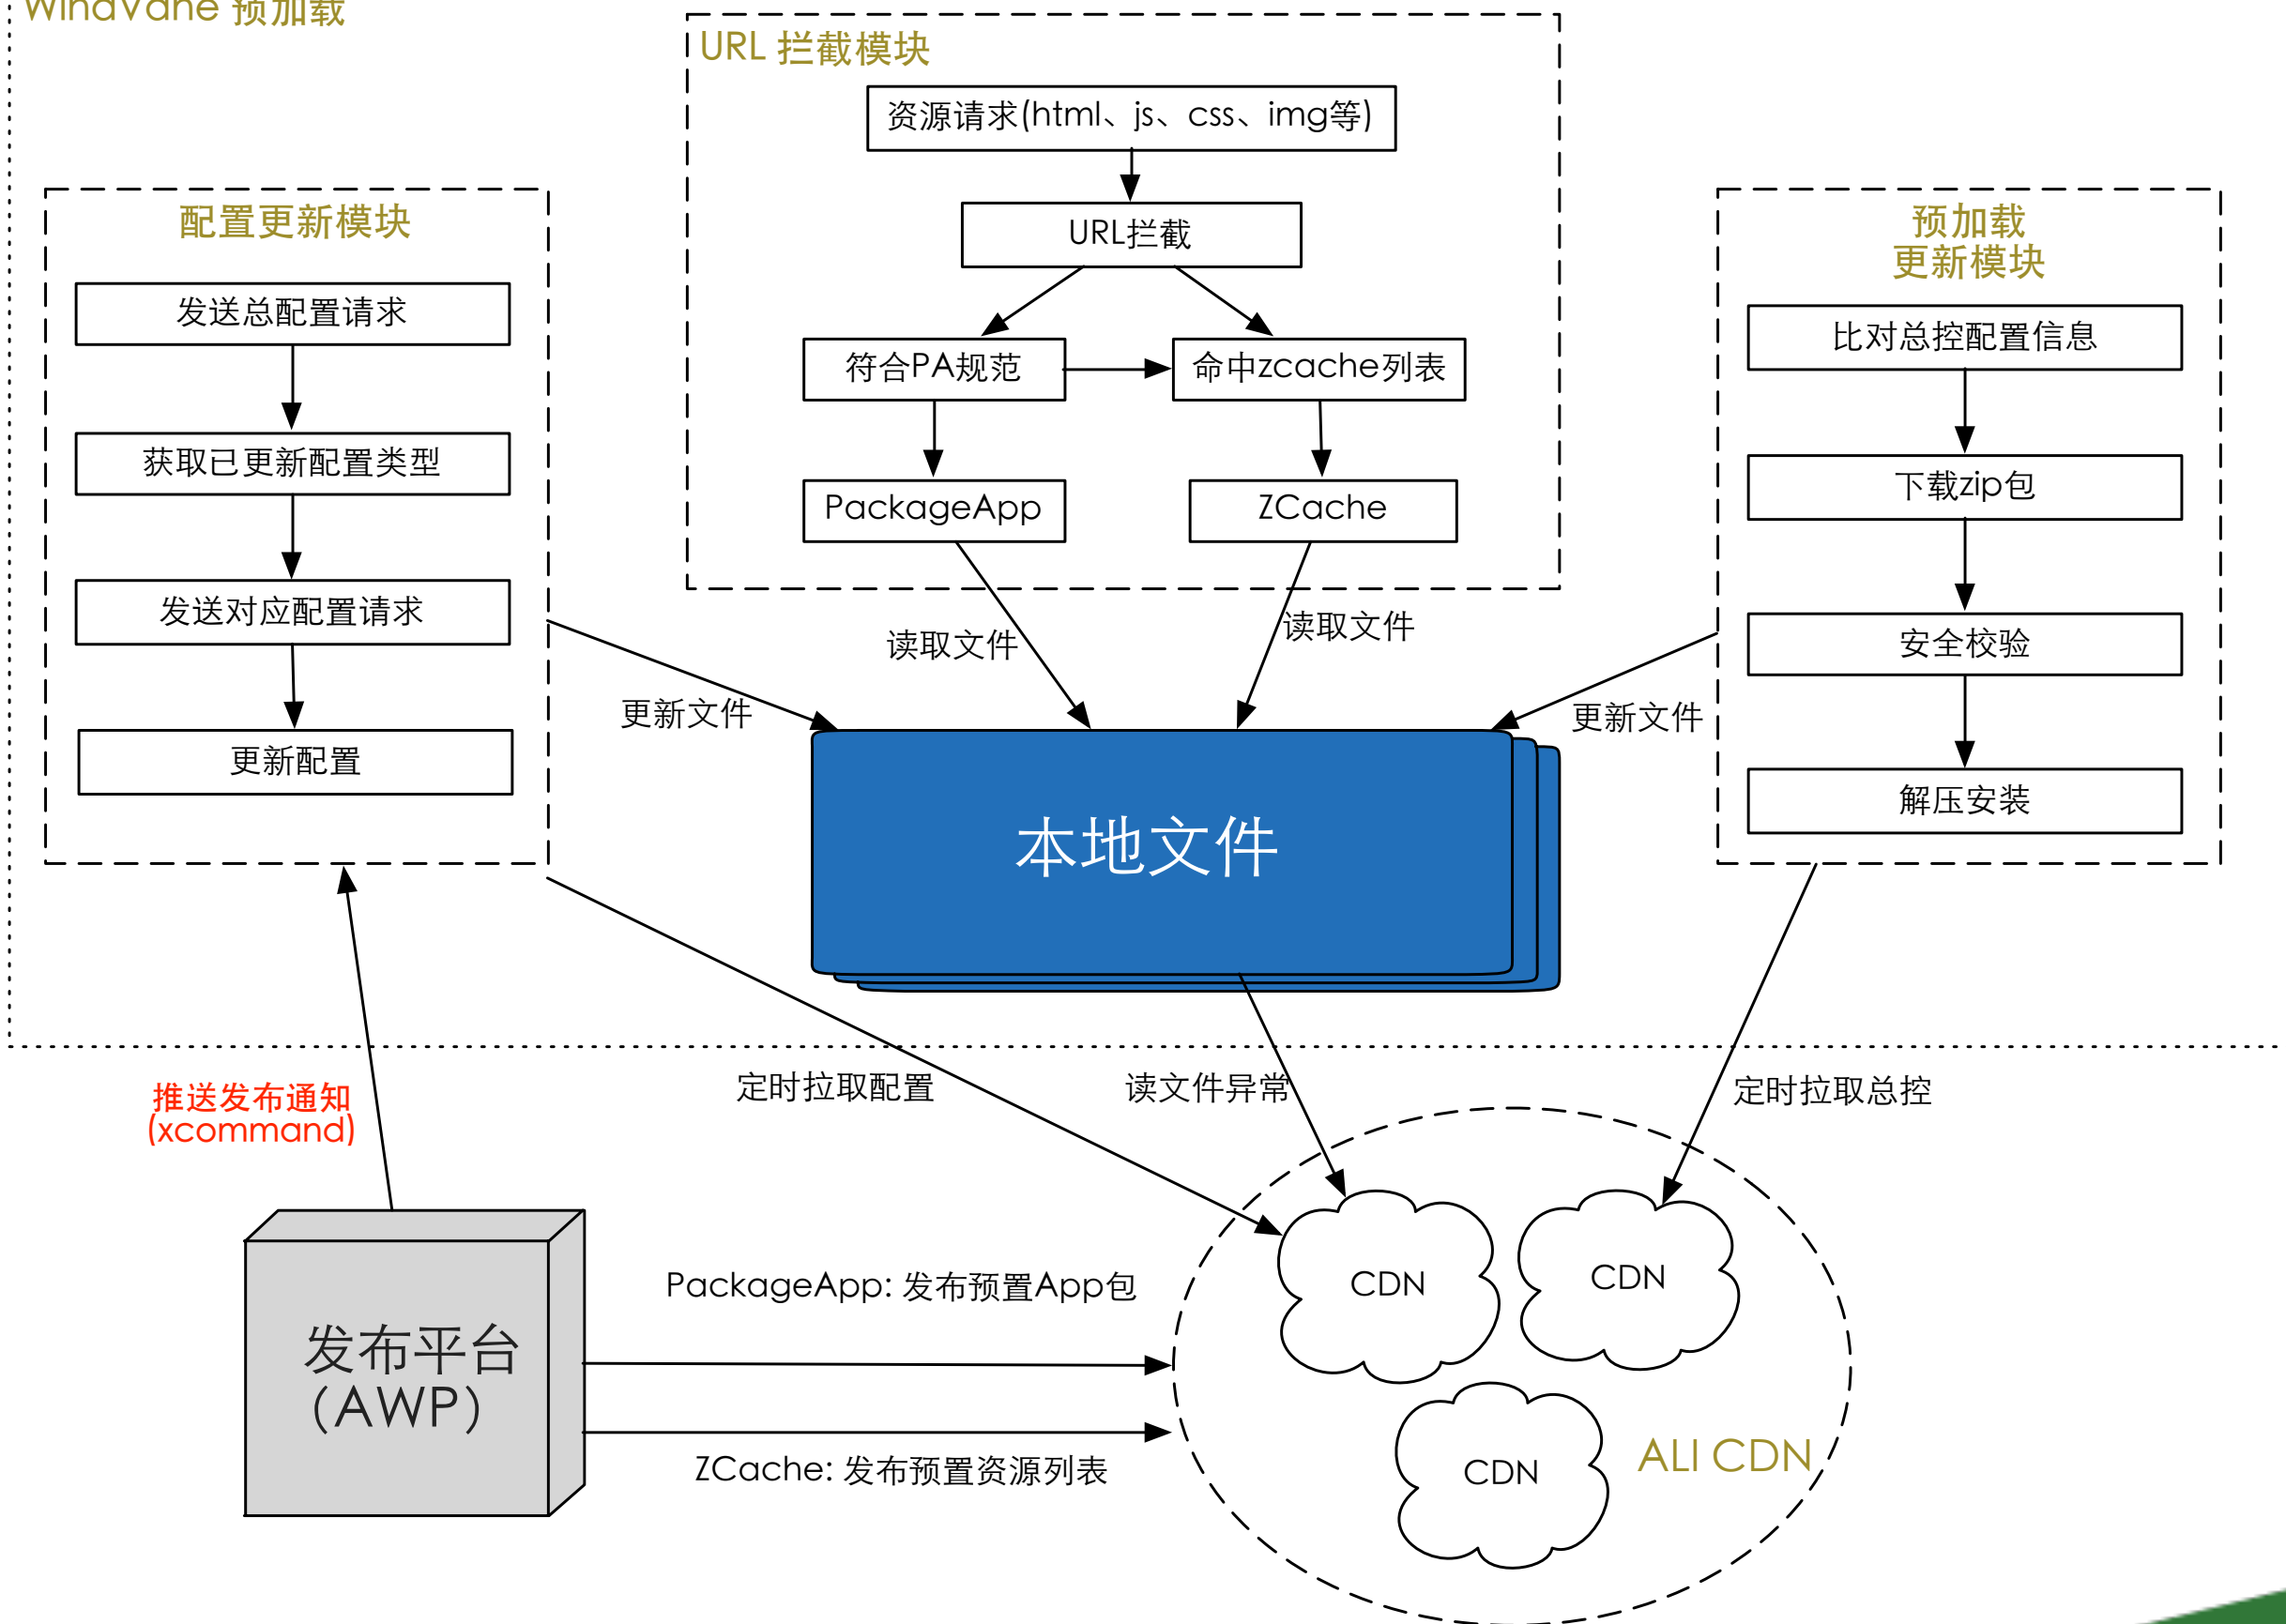 WindVane 预加载
URL 拦截模块
资源请求(html、js、css、img等)
URL拦截
符合PA规范
命中zcache列表
PackageApp
ZCache
配置更新模块
发送总配置请求
获取已更新配置类型
发送对应配置请求
更新配置
预加载
更新模块
比对总控配置信息
下载zip包
安全校验
解压安装
读取文件
读取文件
更新文件
更新文件
本地文件
推送发布通知
(xcommand)
定时拉取配置
读文件异常
定时拉取总控
发布平台
(AWP)
PackageApp: 发布预置App包
ZCache: 发布预置资源列表
CDN
CDN
CDN
ALI CDN